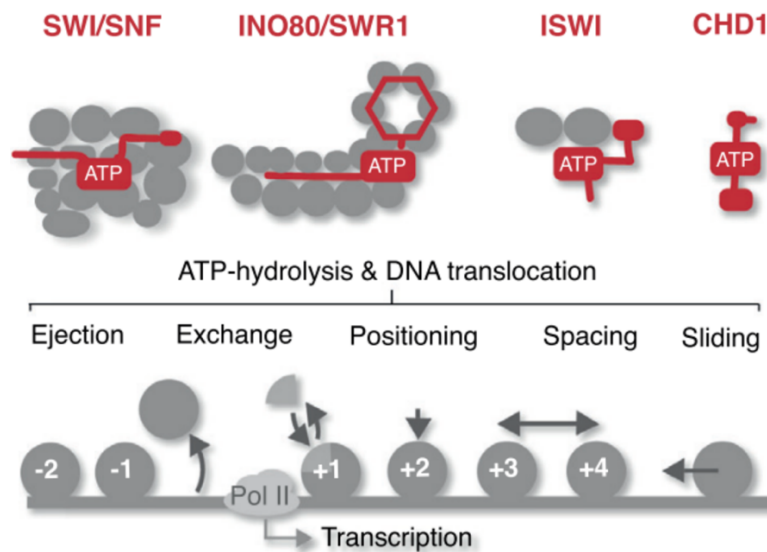 SWI/SNF INO80/SWR1 ISWI CHD1
ATP ATP ATP ATP
ATP-hydrolysis & DNA translocation
Ejection Exchange Positioning Spacing Sliding
-2 -1 +1 +2 +3 +4
Pol II
Transcription